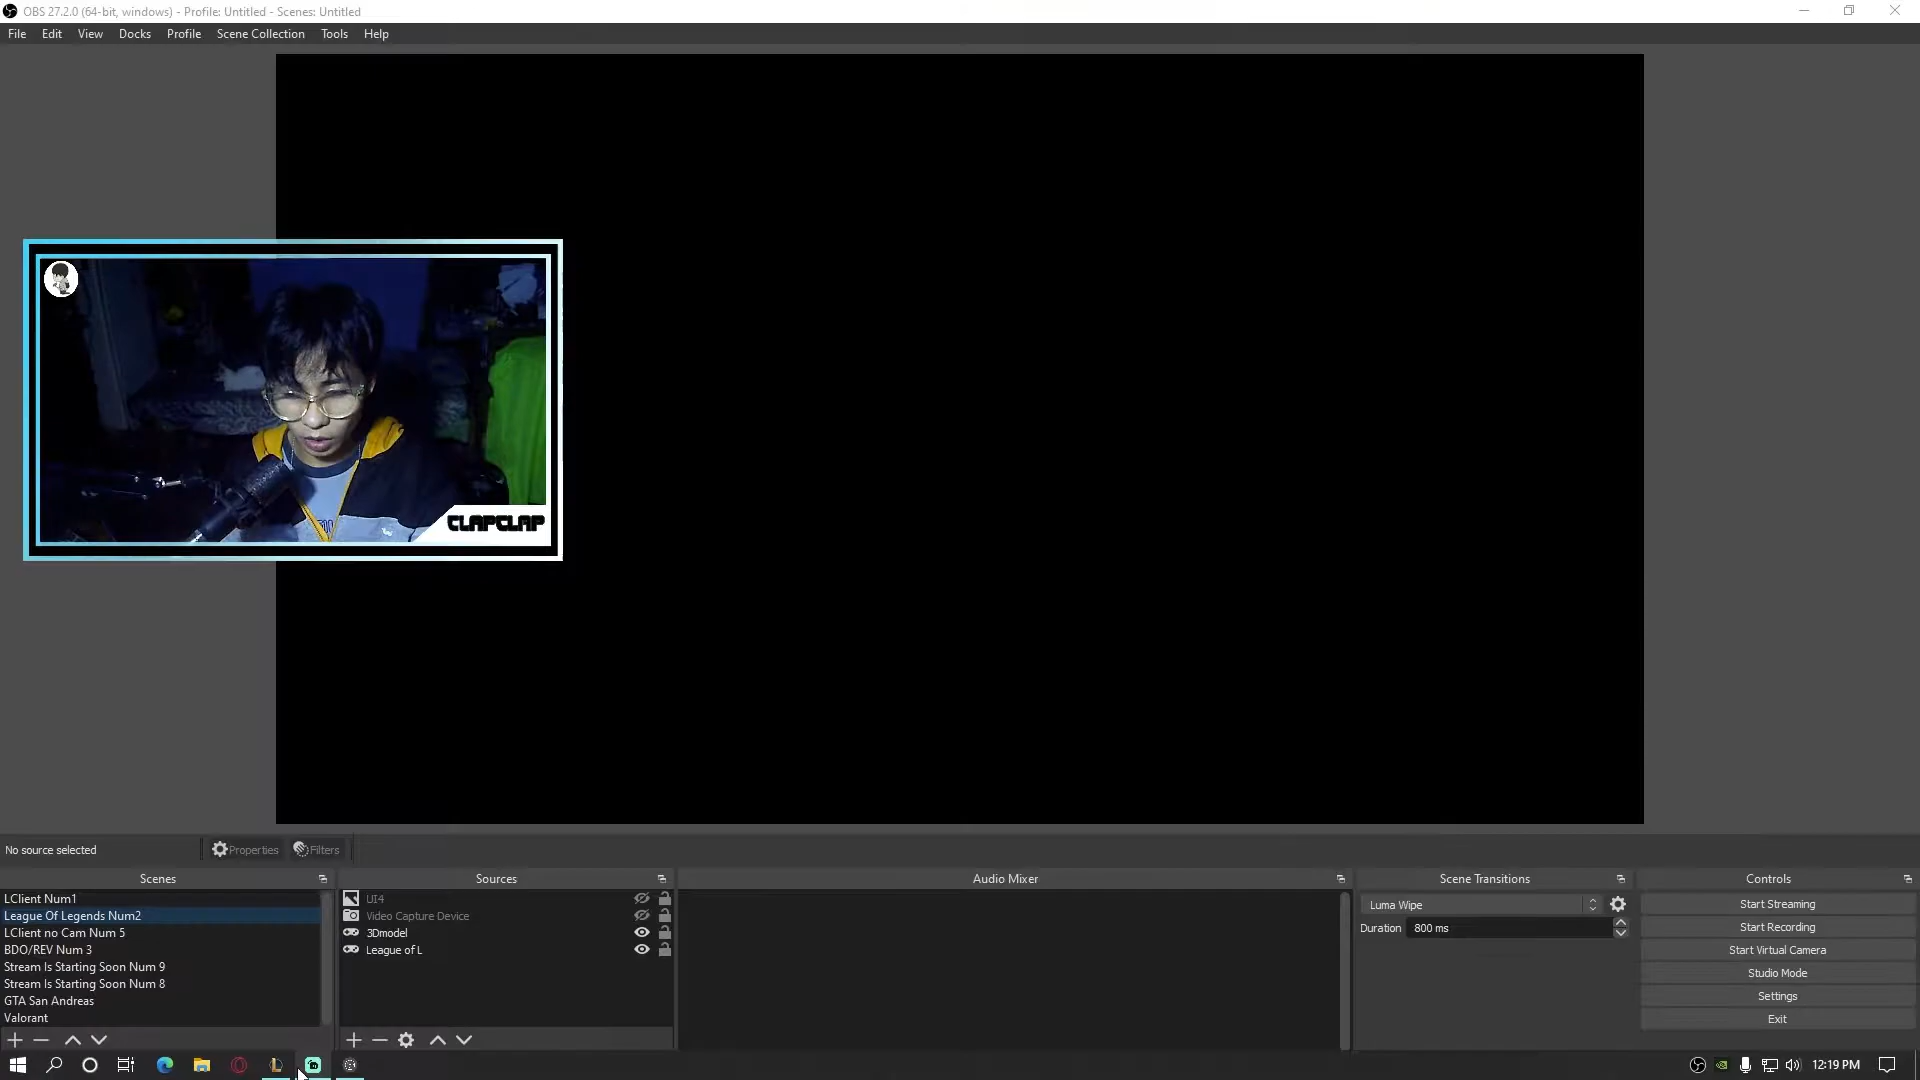 OBS 27.2.0 (64-bit, windows) - Profile: Untitled - Scenes: Untitled
File Edit View Docks Profile Scene Collection Tools Help
CLAPCLAP
No source selected
Properties
Filters
Scenes
LClient Num1
League Of Legends Num2
LClient no Cam Num 5
BDO/REV Num 3
Stream Is Starting Soon Num 9
Stream Is Starting Soon Num 8
GTA San Andreas
Valorant
Sources
UI4
Video Capture Device
3Dmodel
League of L
Audio Mixer
Scene Transitions
Luma Wipe
Duration 800 ms
Controls
Start Streaming
Start Recording
Start Virtual Camera
Studio Mode
Settings
Exit
12:19 PM